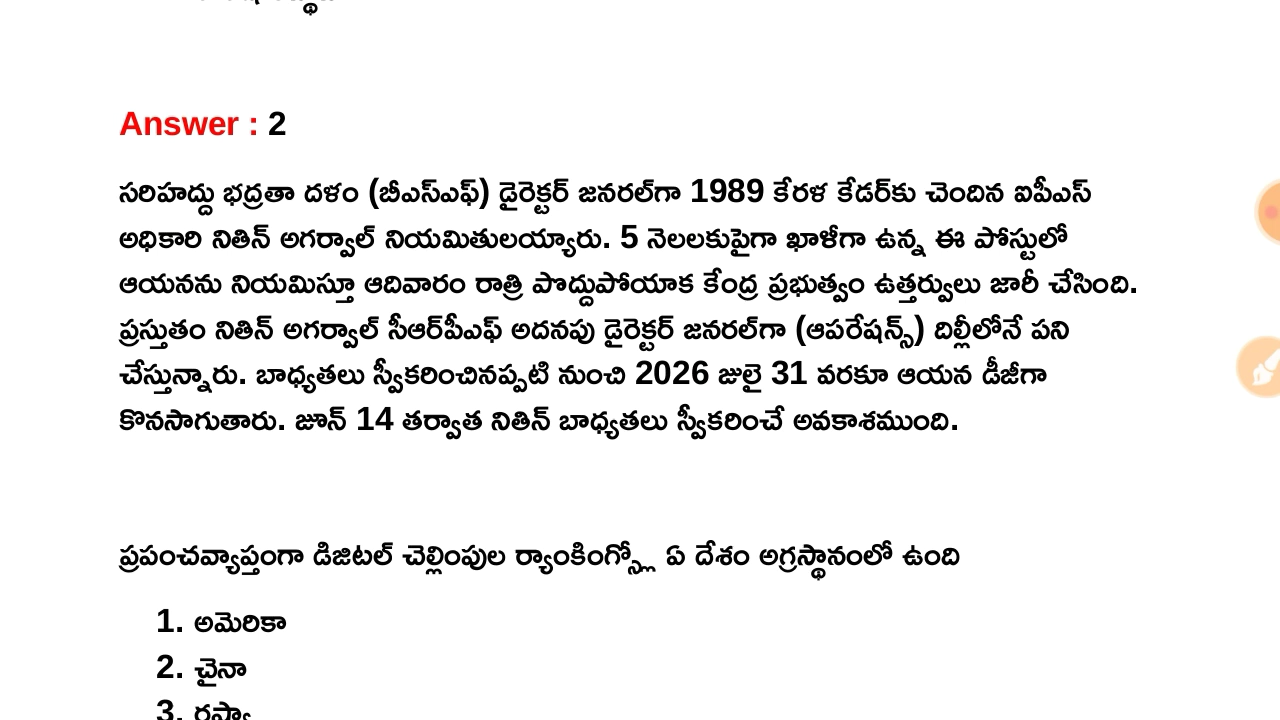 Answer : 2
సరిహద్దు భద్రతా దళం (బీఎస్ఎఫ్) డైరెక్టర్ జనరల్‌గా 1989 కేరళ కేడర్‌కు చెందిన ఐపీఎస్
అధికారి నితిన్ అగర్వాల్ నియమితులయ్యారు. 5 నెలలకుపైగా ఖాళీగా ఉన్న ఈ పోస్టులో
ఆయనను నియమిస్తూ ఆదివారం రాత్రి పొద్దుపోయాక కేంద్ర ప్రభుత్వం ఉత్తర్వులు జారీ చేసింది.
ప్రస్తుతం నితిన్ అగర్వాల్ సీఆర్‌పీఎఫ్ అదనపు డైరెక్టర్ జనరల్‌గా (ఆపరేషన్స్) దిల్లీలోనే పని
చేస్తున్నారు. బాధ్యతలు స్వీకరించినప్పటి నుంచి 2026 జులై 31 వరకూ ఆయన డీజీగా
కొనసాగుతారు. జూన్ 14 తర్వాత నితిన్ బాధ్యతలు స్వీకరించే అవకాశముంది.
ప్రపంచవ్యాప్తంగా డిజిటల్ చెల్లింపుల ర్యాంకింగ్స్లో ఏ దేశం అగ్రస్థానంలో ఉంది
1. అమెరికా
2. చైనా
3. రష్యా